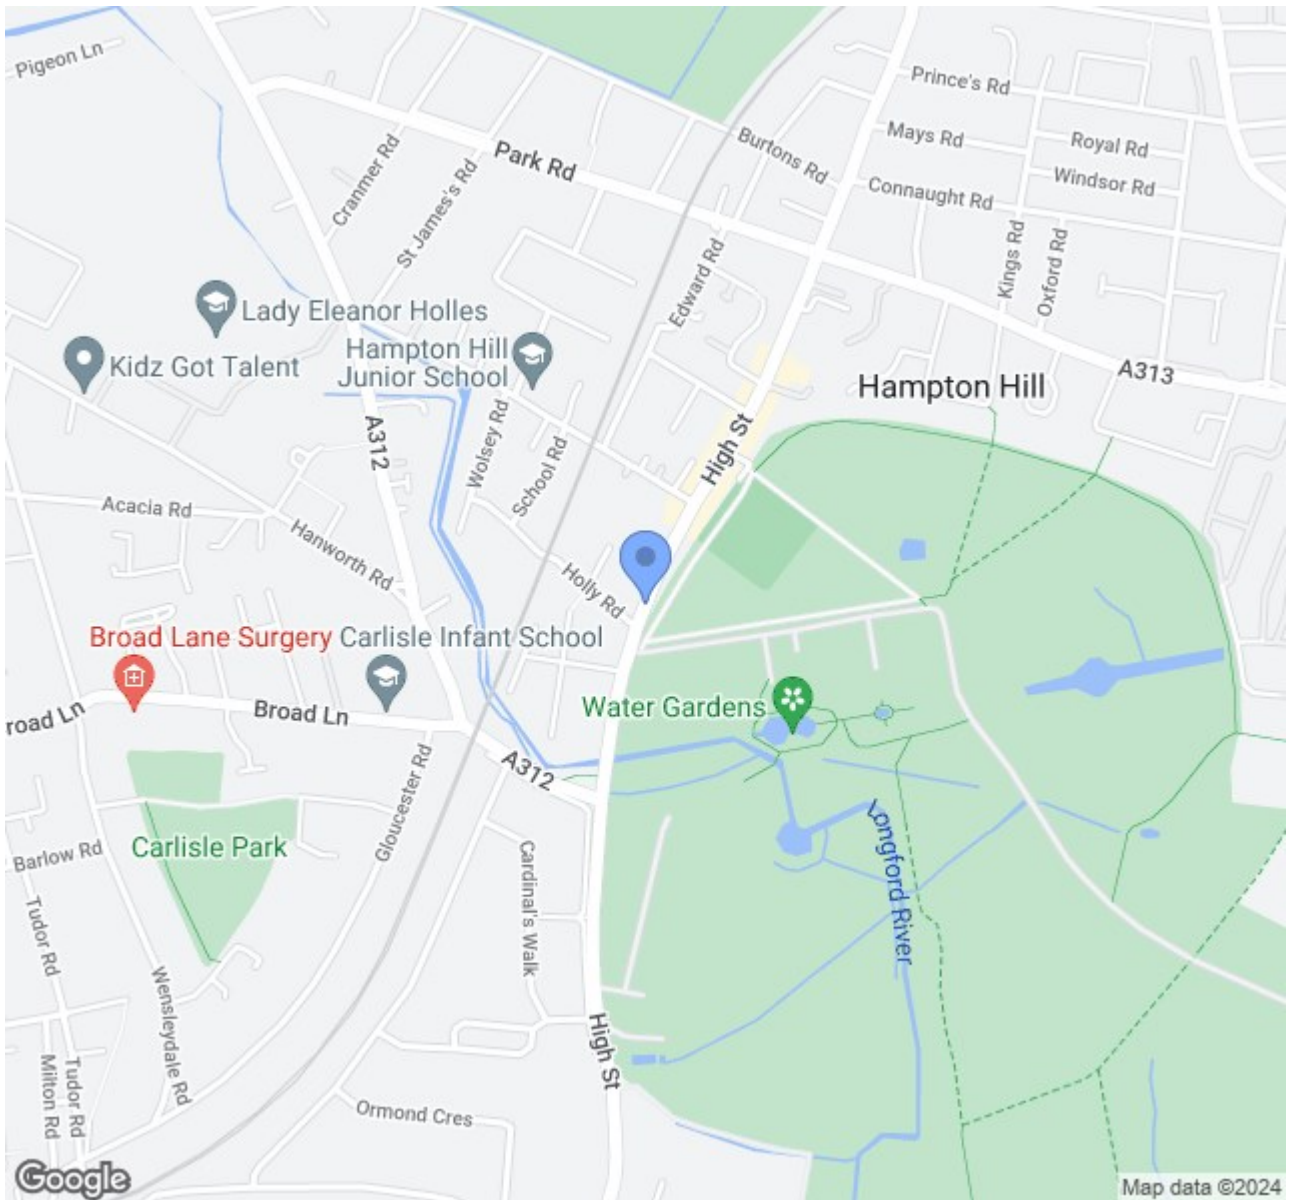 Pigeon Ln
Prince's Rd
Burtons Rd
Mays Rd
Royal Rd
Cranmer Rd
Park Rd
Windsor Rd
St James's Rd
Connaught Rd
Kings Rd
Oxford Rd
Edward Rd
Lady Eleanor Holles
Hampton Hill
Junior School
Kidz Got Talent
Hampton Hill
A313
A312
Wolsey Rd
High St
School Rd
Acacia Rd
Hanworth Rd
Holly Rd
Broad Lane Surgery
Carlisle Infant School
Water Gardens
road Ln
Broad Ln
A312
Gloucester Rd
Carlisle Park
Barlow Rd
Cardinal's Walk
Longford River
Tudor Rd
Wensleydale Rd
High St
Tudor Rd
Milton Rd
Ormond Cres
Google
Map data ©2024